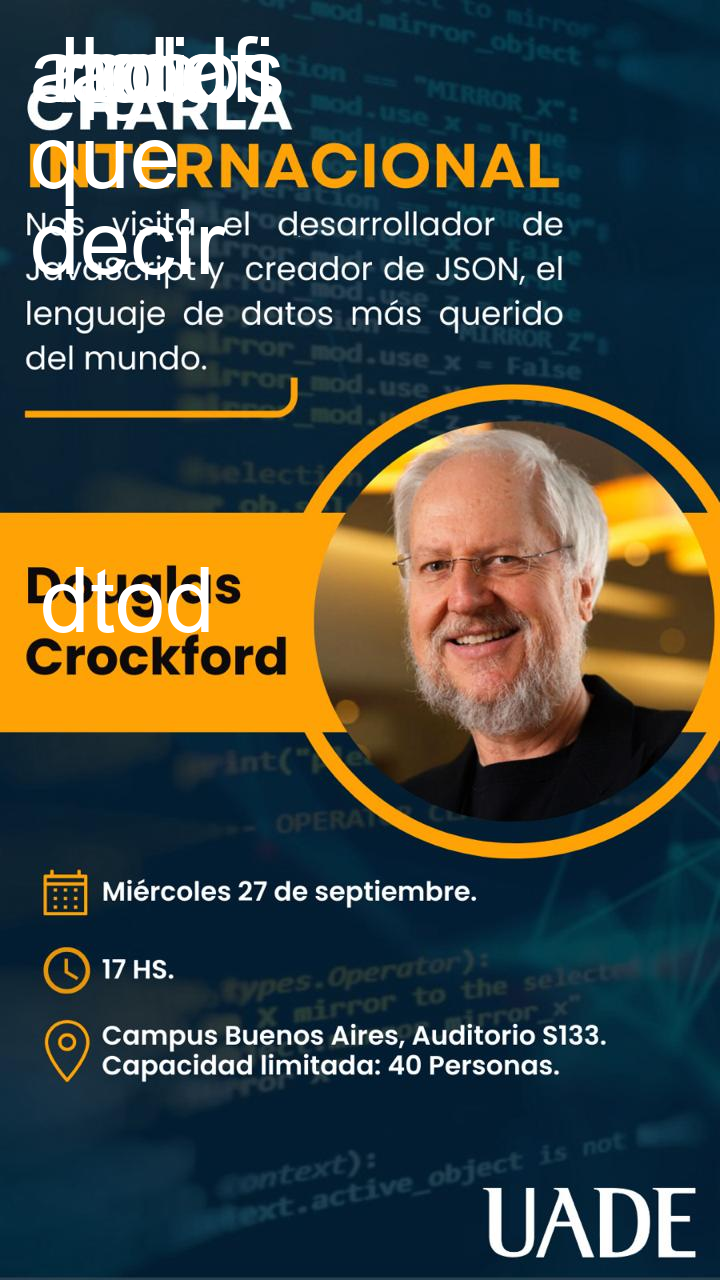 CHARLA
que
INTERNACIONAL
Nos visita el desarrollador de
decir
JavaScript y creador de JSON, el
lenguaje de datos más querido
del mundo.
Douglas
dtod
Crockford
Miércoles 27 de septiembre.
17 HS.
Campus Buenos Aires, Auditorio S133.
Capacidad limitada: 40 Personas.
UADE